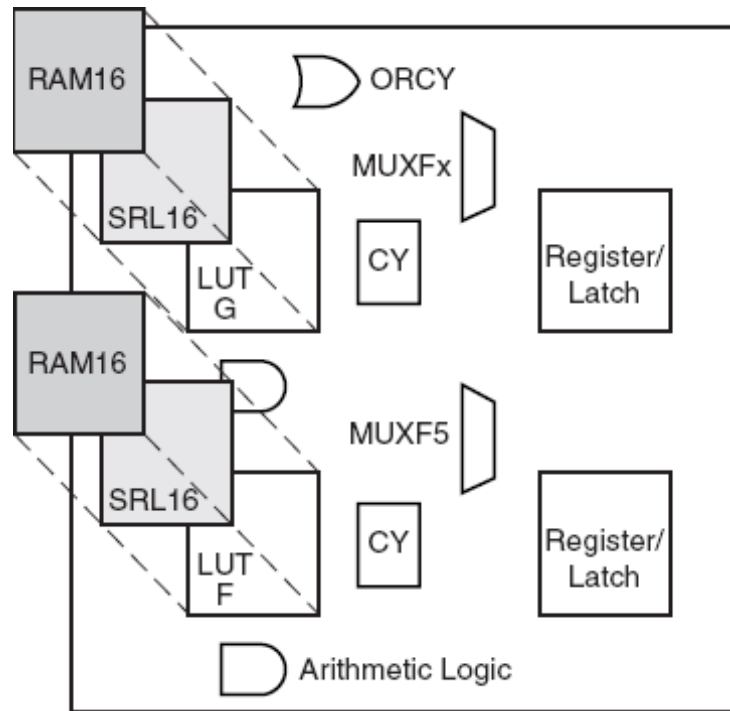 RAM16
ORCY
MUXFx
SRL16
CY
Register/
Latch
LUT
G
RAM16
MUXF5
SRL16
CY
Register/
Latch
LUT
F
Arithmetic Logic